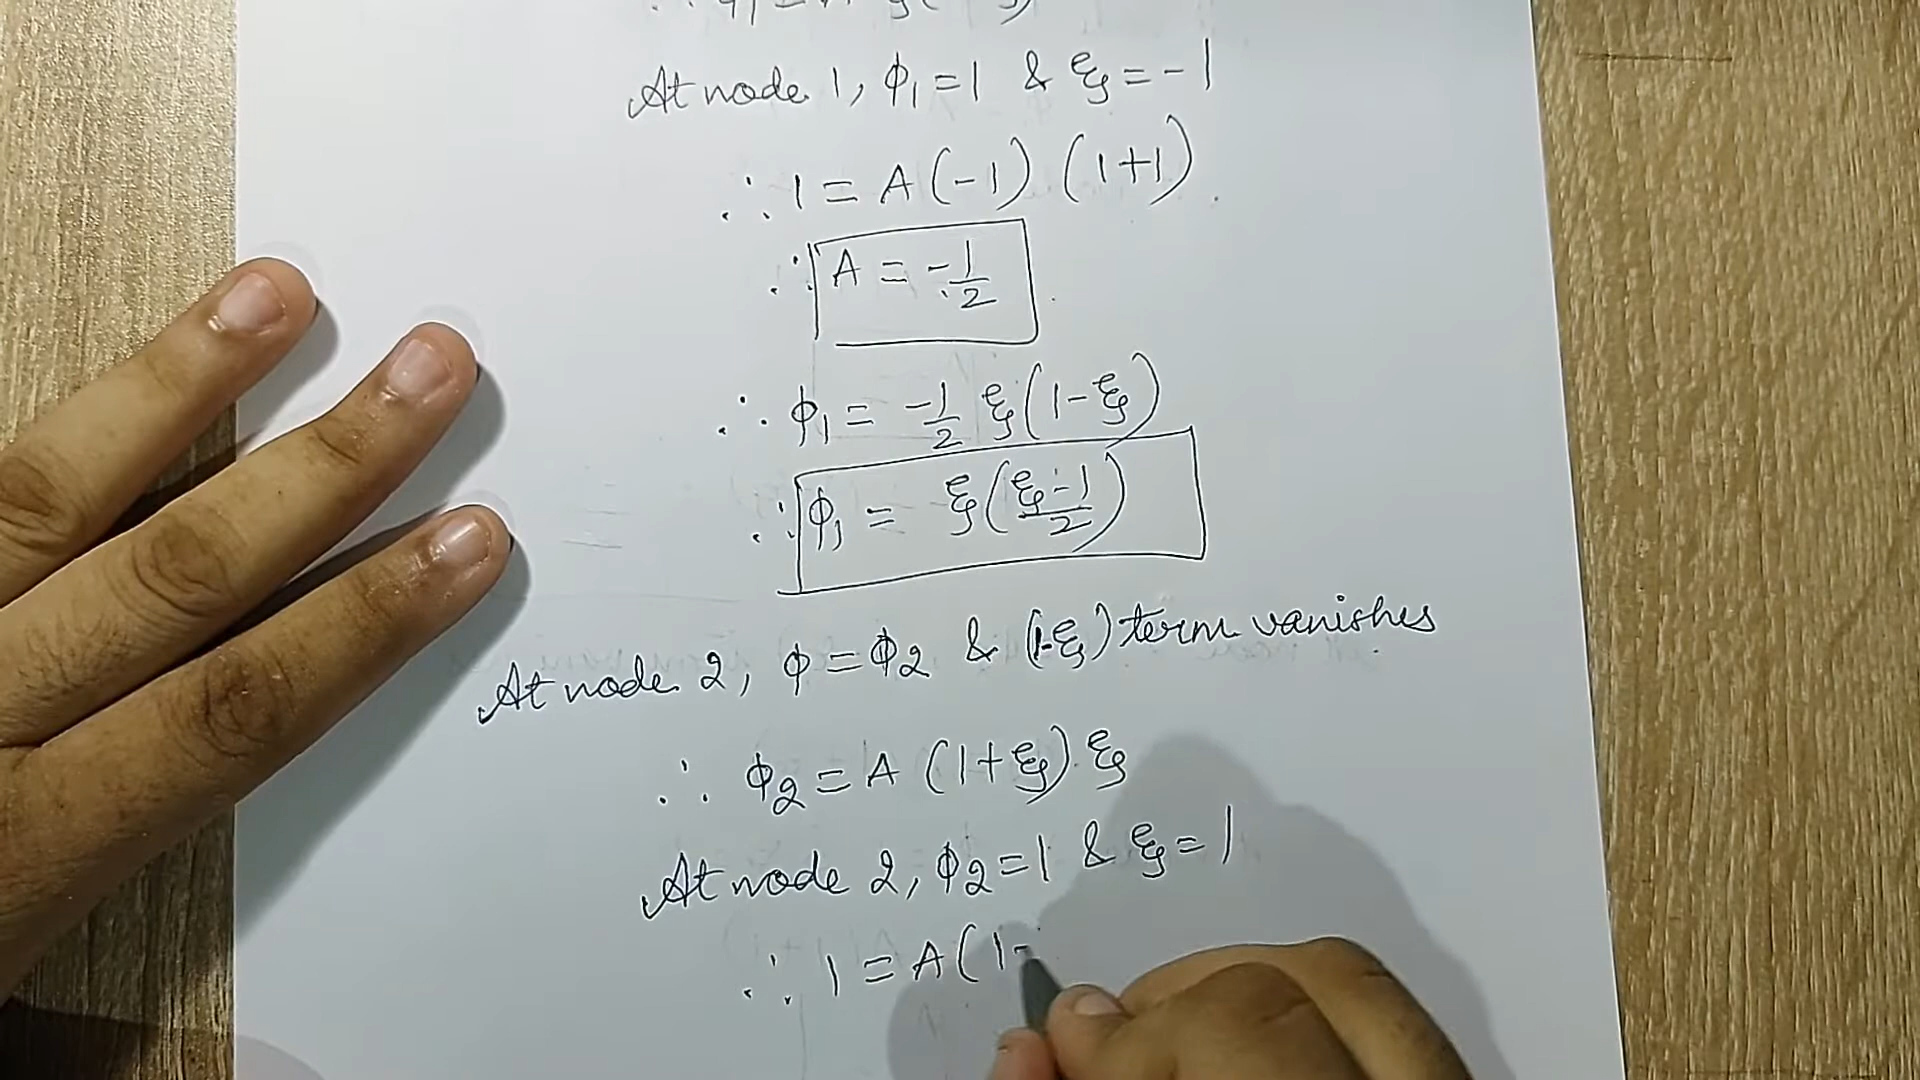 At node 1, ϕ₁ = 1 & ξ = -1
∴ 1 = A (-1) (1+1)
∴ A = -1/2
∴ ϕ₁ = -1/2 ξ (1-ξ)
∴ ϕ₁ = ξ ((ξ-1)/2)
At node 2, ϕ = ϕ₂ & (1-ξ) term vanishes
∴ ϕ₂ = A (1+ξ) ξ
At node 2, ϕ₂ = 1 & ξ = 1
∴ 1 = A (1